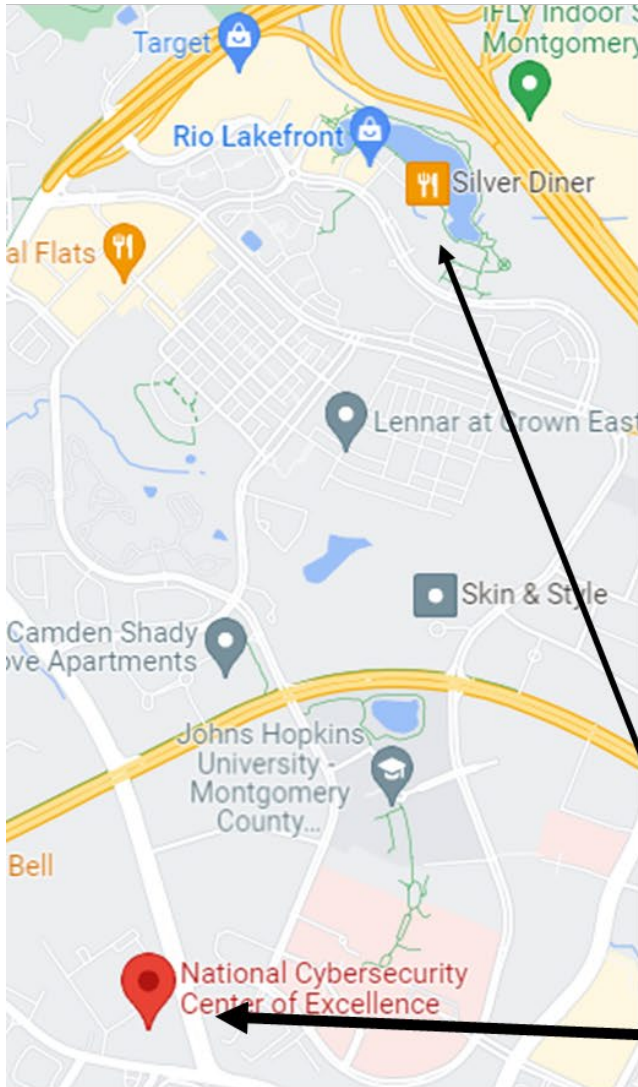 iFLY Indoor
Montgomery
Target
Rio Lakefront
Silver Diner
al Flats
Lennar at Crown East
Skin & Style
Camden Shady
ove Apartments
Johns Hopkins
University -
Montgomery
County...
Bell
National Cybersecurity
Center of Excellence